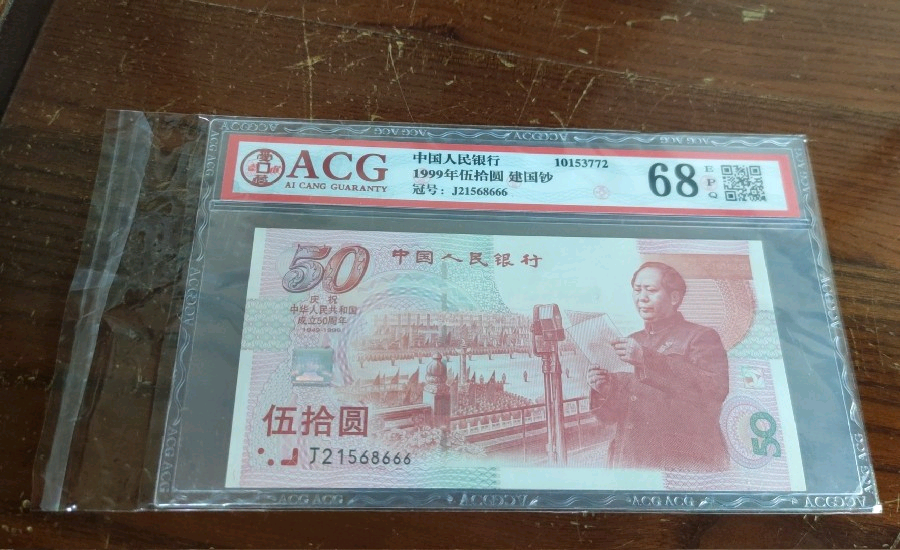 ACG
AI CANG GUARANTY
中国人民银行 10153772
1999年伍拾圆 建国钞
冠号: J21568666
68
E
P
Q
50 中国人民银行
庆祝
中华人民共和国
成立50周年
1949-1999
伍拾圆
J21568666
50